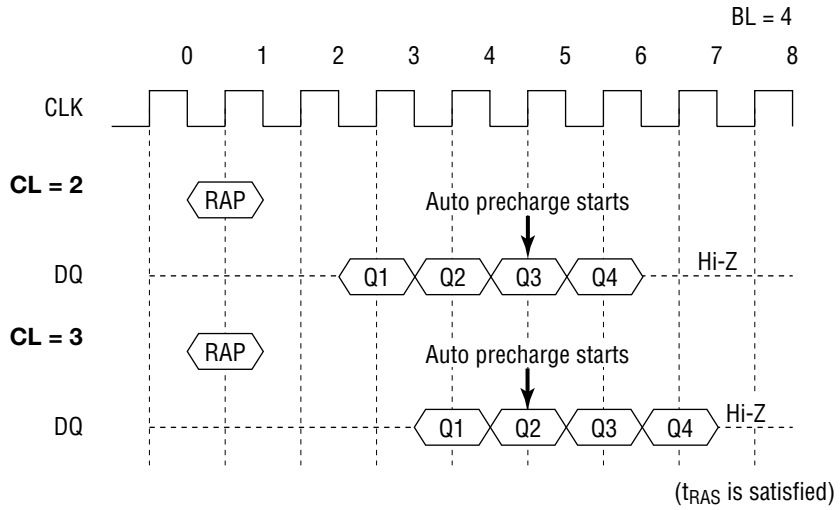 BL = 4
0 1 2 3 4 5 6 7 8
CLK
CL = 2
RAP
Auto precharge starts
DQ
Q1 Q2 Q3 Q4
Hi-Z
CL = 3
RAP
Auto precharge starts
DQ
Q1 Q2 Q3 Q4
Hi-Z
(tRAS is satisfied)